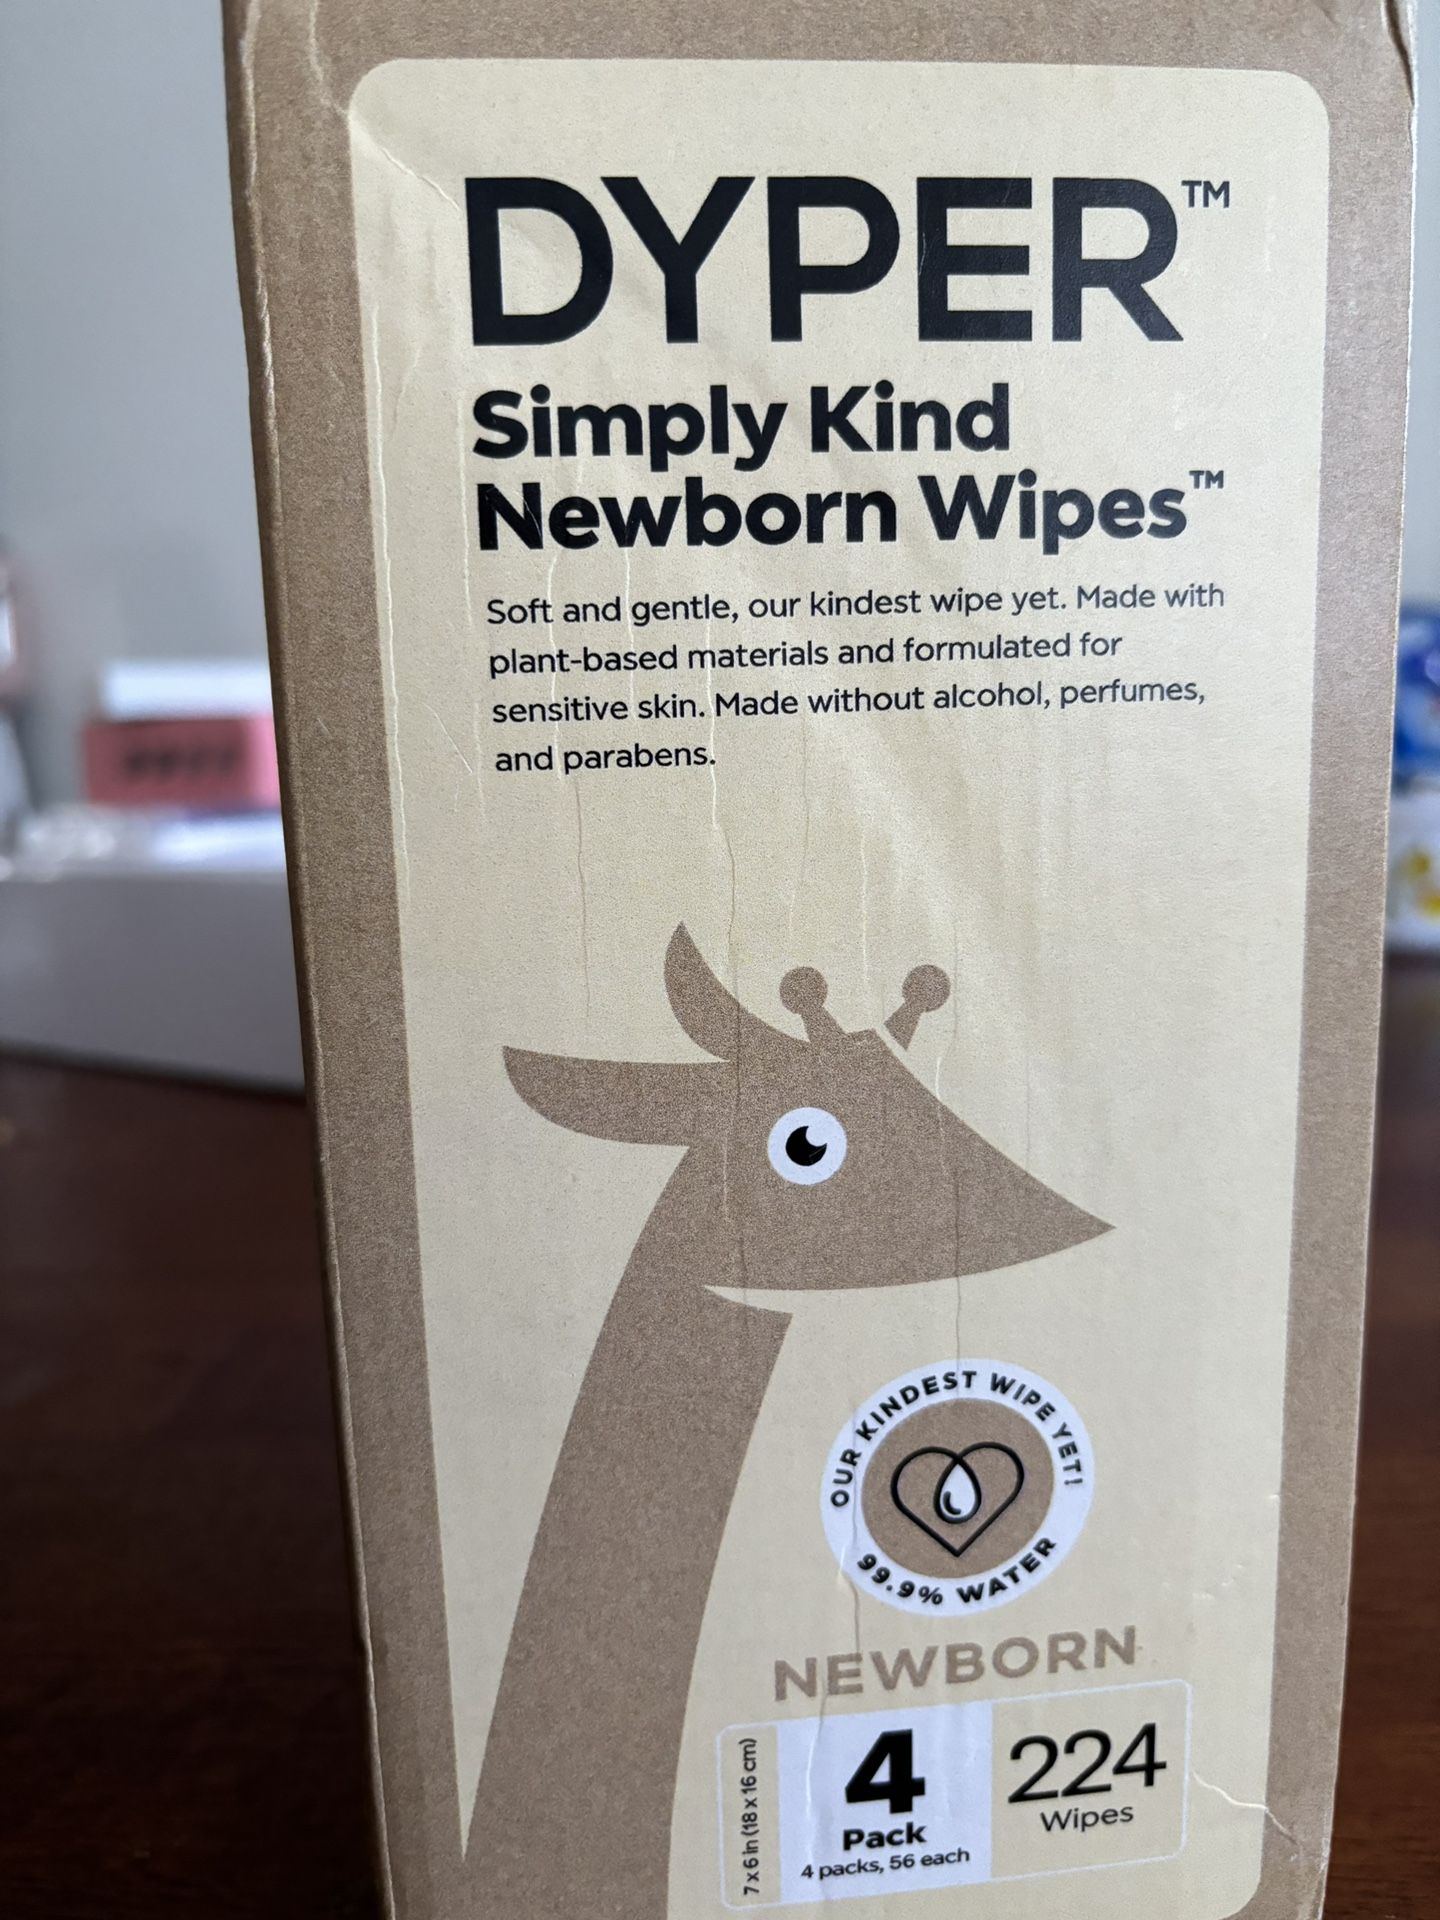 DYPER™
Simply Kind
Newborn Wipes™
Soft and gentle, our kindest wipe yet. Made with
plant-based materials and formulated for
sensitive skin. Made without alcohol, perfumes,
and parabens.
OUR KINDEST WIPE YET!
99.9% WATER
NEWBORN
7 x 6 in (18 x 16 cm)
4
Pack
4 packs, 56 each
224
Wipes